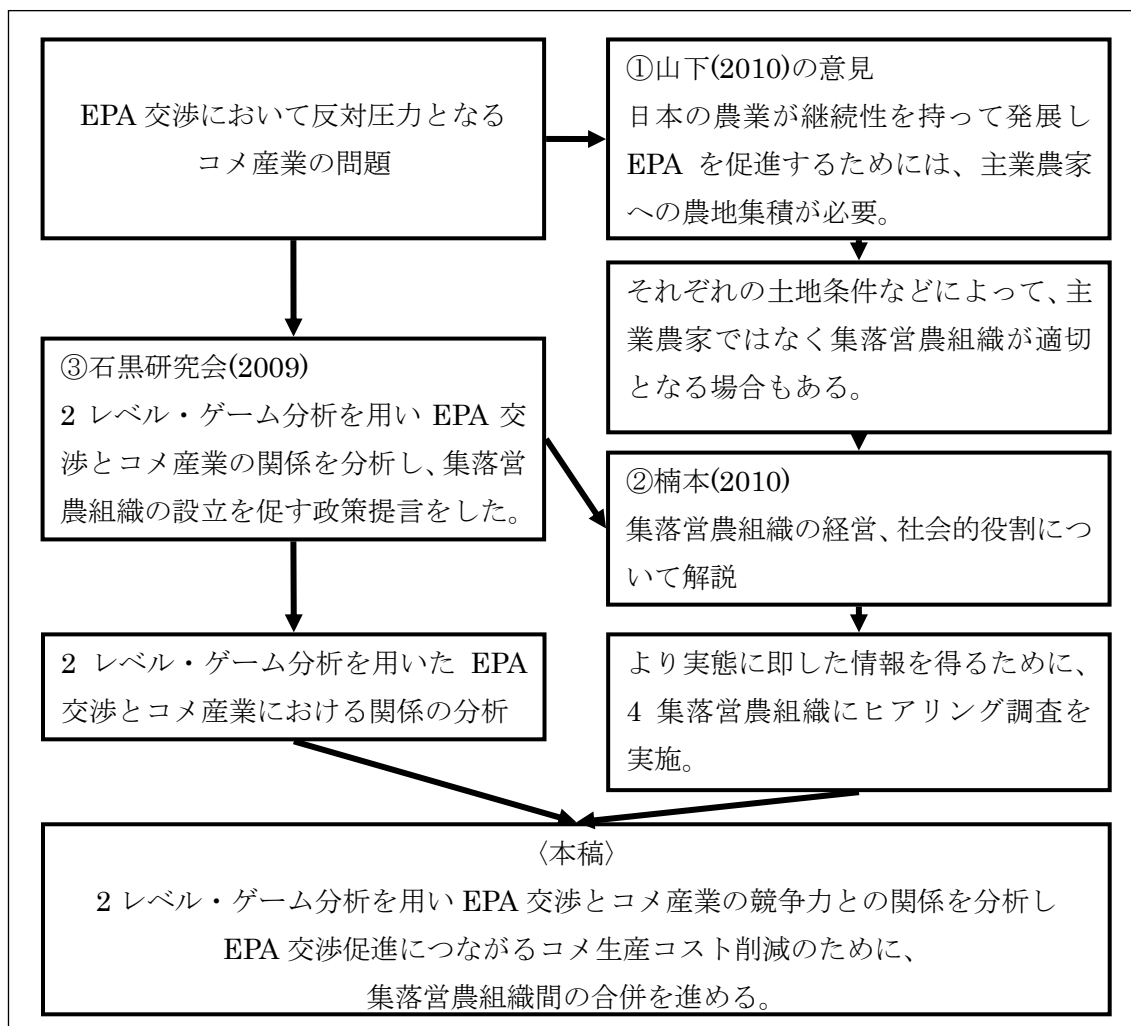 EPA 交渉において反対圧力となる
コメ産業の問題
①山下(2010)の意見
日本の農業が継続性を持って発展し
EPA を促進するためには、主業農家
への農地集積が必要。
それぞれの土地条件などによって、主
業農家ではなく集落営農組織が適切
となる場合もある。
③石黒研究会(2009)
2 レベル・ゲーム分析を用い EPA 交
渉とコメ産業の関係を分析し、集落営
農組織の設立を促す政策提言をした。
②楠本(2010)
集落営農組織の経営、社会的役割につ
いて解説
2 レベル・ゲーム分析を用いた EPA
交渉とコメ産業における関係の分析
より実態に即した情報を得るために、
4 集落営農組織にヒアリング調査を
実施。
〈本稿〉
2 レベル・ゲーム分析を用い EPA 交渉とコメ産業の競争力との関係を分析し
EPA 交渉促進につながるコメ生産コスト削減のために、
集落営農組織間の合併を進める。